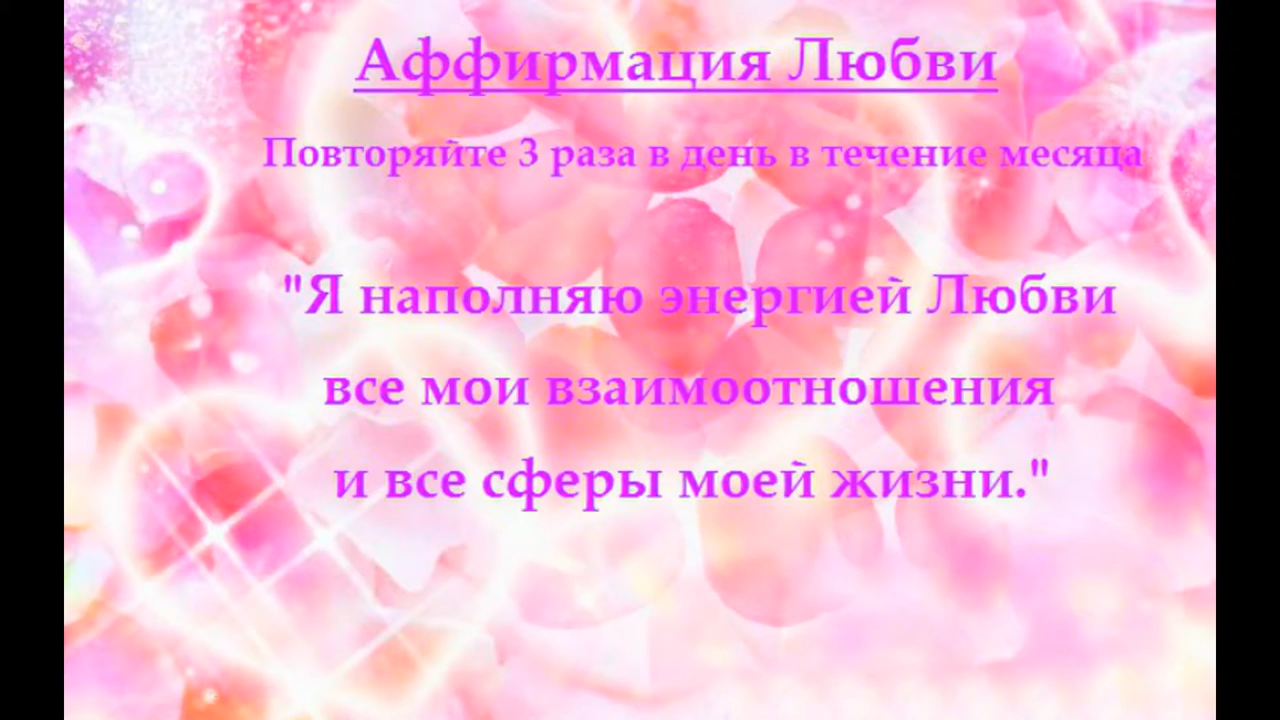 Аффирмация Любви
Повторяйте 3 раза в день в течение месяца
"Я наполняю энергией Любви
все мои взаимоотношения
и все сферы моей жизни."